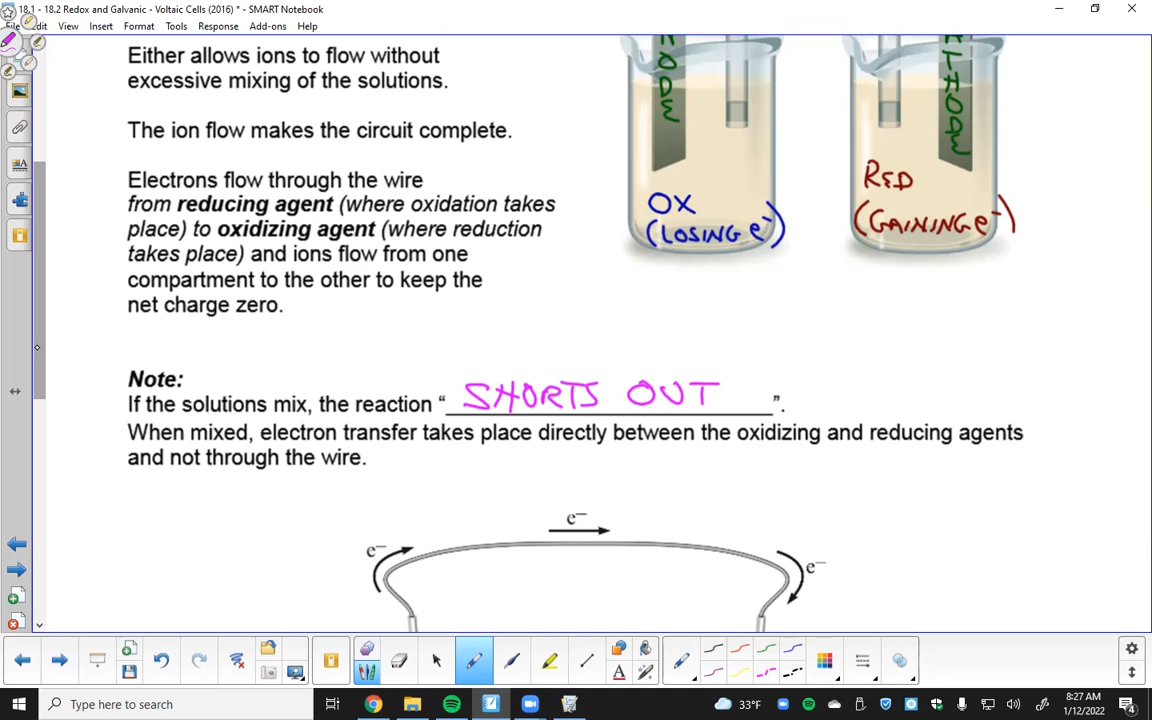 18.1 - 18.2 Redox and Galvanic - Voltaic Cells (2016) * - SMART Notebook
View Insert Format Tools Response Add-ons Help
Either allows ions to flow without
excessive mixing of the solutions.
The ion flow makes the circuit complete.
Electrons flow through the wire
from reducing agent (where oxidation takes
place) to oxidizing agent (where reduction
takes place) and ions flow from one
compartment to the other to keep the
net charge zero.
OX
(LOSING e⁻)
RED
(GAINING e⁻)
Note:
If the solutions mix, the reaction “ SHORTS OUT ”.
When mixed, electron transfer takes place directly between the oxidizing and reducing agents
and not through the wire.
e⁻
e⁻
e⁻
Type here to search
33°F
8:27 AM
1/12/2022
4